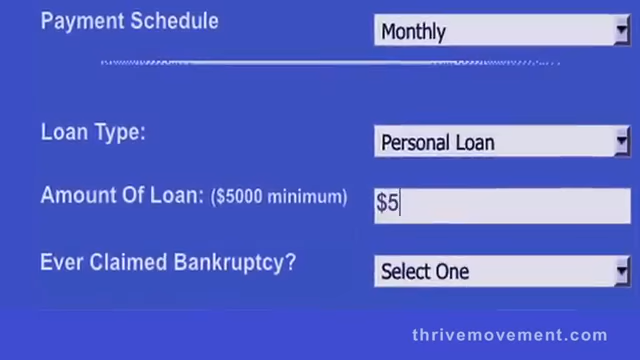 Payment Schedule
Monthly
Loan Type:
Personal Loan
Amount Of Loan: ($5000 minimum)
$5
Ever Claimed Bankruptcy?
Select One
thrivemovement.com